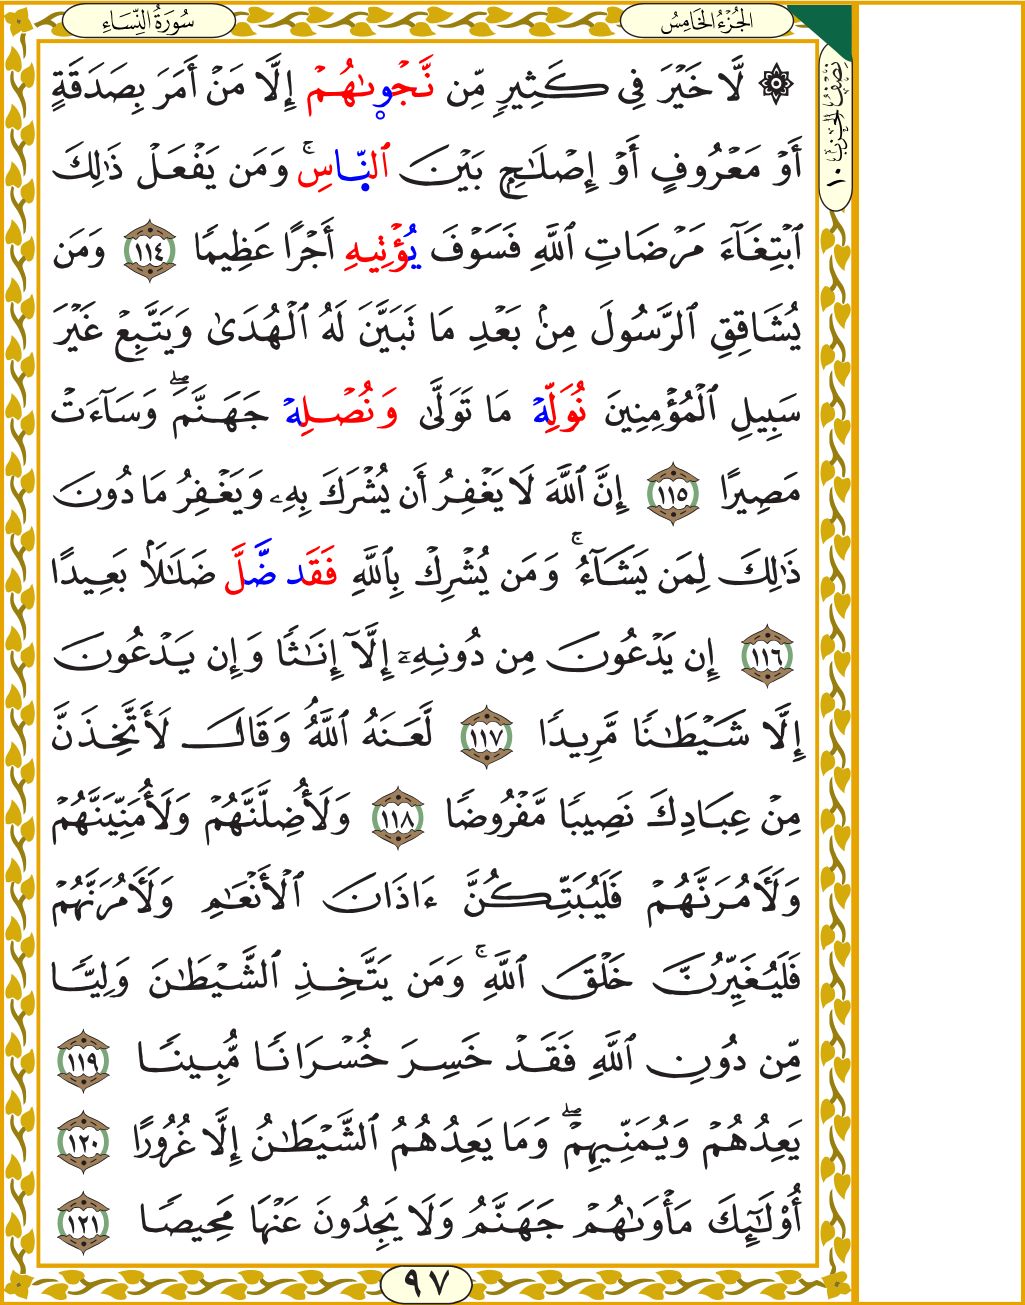 سُورَةُ النِّسَاءِ
الجُزْءُ الخَامِسُ
نِصْفُ الحِزْبِ ١٠
۞ لَّا خَيْرَ فِي كَثِيرٖ مِّن نَّجۡوٜىٰهُمۡ إِلَّا مَنۡ أَمَرَ بِصَدَقَةٍ
أَوۡ مَعۡرُوفٍ أَوۡ إِصۡلَٰحِۭ بَيۡنَ ٱلنّٜاسِۚ وَمَن يَفۡعَلۡ ذَٰلِكَ
ٱبۡتِغَآءَ مَرۡضَاتِ ٱللَّهِ فَسَوۡفَ يُؤۡتِيهِ أَجۡرًا عَظِيمٗا ١١٤ وَمَن
يُشَاقِقِ ٱلرَّسُولَ مِنۢ بَعۡدِ مَا تَبَيَّنَ لَهُ ٱلۡهُدَىٰ وَيَتَّبِعۡ غَيۡرَ
سَبِيلِ ٱلۡمُؤۡمِنِينَ نُوَلِّهۡ مَا تَوَلَّىٰ وَنُصۡلِهۡ جَهَنَّمَۖ وَسَآءَتۡ
مَصِيرًا ١١٥ إِنَّ ٱللَّهَ لَا يَغۡفِرُ أَن يُشۡرَكَ بِهِۦ وَيَغۡفِرُ مَا دُونَ
ذَٰلِكَ لِمَن يَشَآءُۚ وَمَن يُشۡرِكۡ بِٱللَّهِ فَقَد ضَّلَّ ضَلَٰلَۢا بَعِيدًا
١١٦ إِن يَدۡعُونَ مِن دُونِهِۦٓ إِلَّآ إِنَٰثٗا وَإِن يَدۡعُونَ
إِلَّا شَيۡطَٰنٗا مَّرِيدٗا ١١٧ لَّعَنَهُ ٱللَّهُۘ وَقَالَ لَأَتَّخِذَنَّ
مِنۡ عِبَادِكَ نَصِيبٗا مَّفۡرُوضٗا ١١٨ وَلَأُضِلَّنَّهُمۡ وَلَأُمَنِّيَنَّهُمۡ
وَلَأٓمُرَنَّهُمۡ فَلَيُبَتِّكُنَّ ءَاذَانَ ٱلۡأَنۡعَٰمِ وَلَأٓمُرَنَّهُمۡ
فَلَيُغَيِّرُنَّ خَلۡقَ ٱللَّهِۚ وَمَن يَتَّخِذِ ٱلشَّيۡطَٰنَ وَلِيّٗا
مِّن دُونِ ٱللَّهِ فَقَدۡ خَسِرَ خُسۡرَانٗا مُّبِينٗا ١١٩
يَعِدُهُمۡ وَيُمَنِّيهِمۡۖ وَمَا يَعِدُهُمُ ٱلشَّيۡطَٰنُ إِلَّا غُرُورًا ١٢٠
أُوْلَٰٓئِكَ مَأۡوَىٰهُمۡ جَهَنَّمُ وَلَا يَجِدُونَ عَنۡهَا مَحِيصٗا ١٢١
٩٧